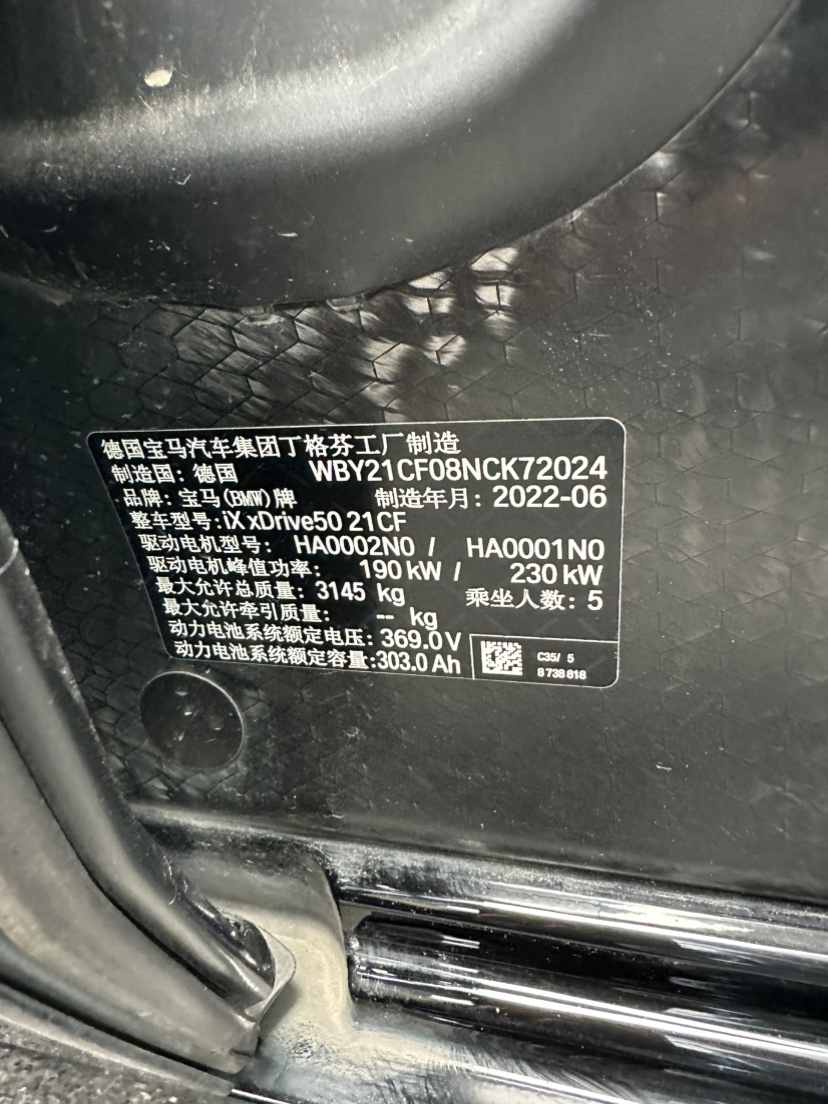 德国宝马汽车集团丁格芬工厂制造
制造国: 德国 WBY21CF08NCK72024
品牌: 宝马(BMW)牌 制造年月: 2022-06
整车型号:iX xDrive50 21CF
驱动电机型号: HA0002N0 / HA0001N0
驱动电机峰值功率: 190 kW / 230 kW
最大允许总质量: 3145 kg 乘坐人数: 5
最大允许牵引质量: -- kg
动力电池系统额定电压: 369.0 V
动力电池系统额定容量:303.0 Ah
C35/ 5
8 738 818